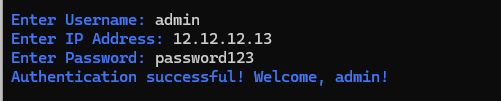 Enter Username: admin
Enter IP Address: 12.12.12.13
Enter Password: password123
Authentication successful! Welcome, admin!